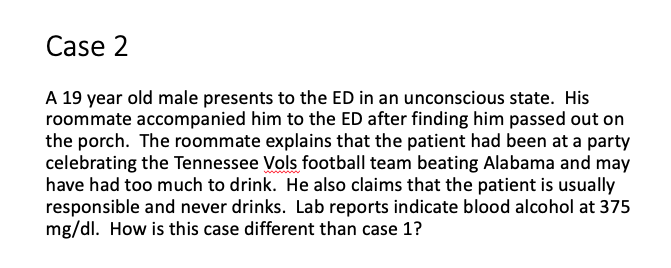 Case 2
A 19 year old male presents to the ED in an unconscious state.  His
roommate accompanied him to the ED after finding him passed out on
the porch.  The roommate explains that the patient had been at a party
celebrating the Tennessee Vols football team beating Alabama and may
have had too much to drink.  He also claims that the patient is usually
responsible and never drinks.  Lab reports indicate blood alcohol at 375
mg/dl.  How is this case different than case 1?